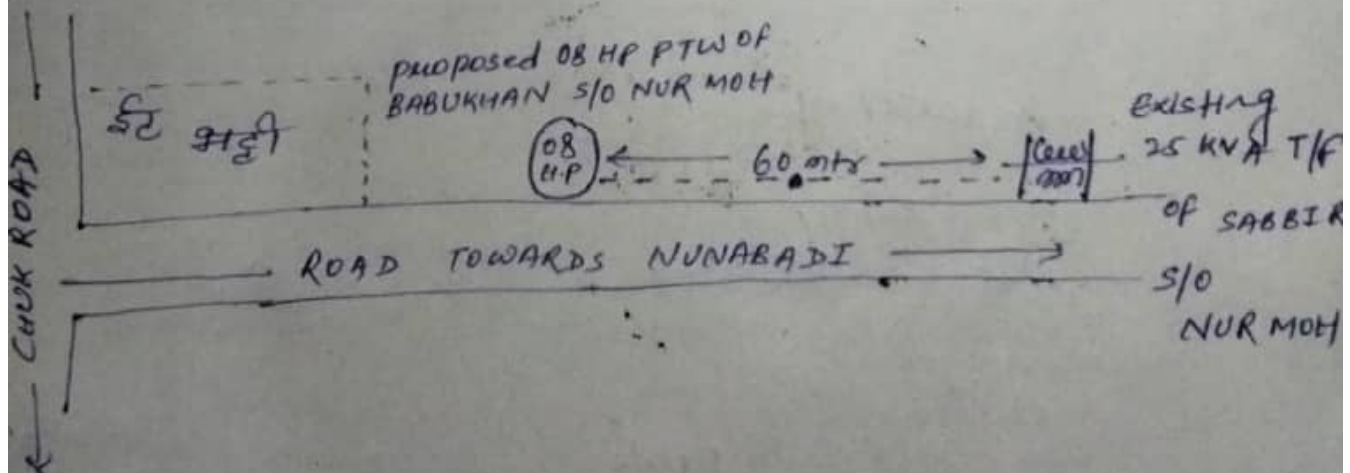 proposed 08 HP PTW OF
BABUKHAN S/O NUR MOH
ईट भट्टी
08
H.P
60 mtr
Existing
25 KVA T/F
OF SABBIR
S/O
NUR MOH
ROAD TOWARDS NUNABADI
CHUK ROAD